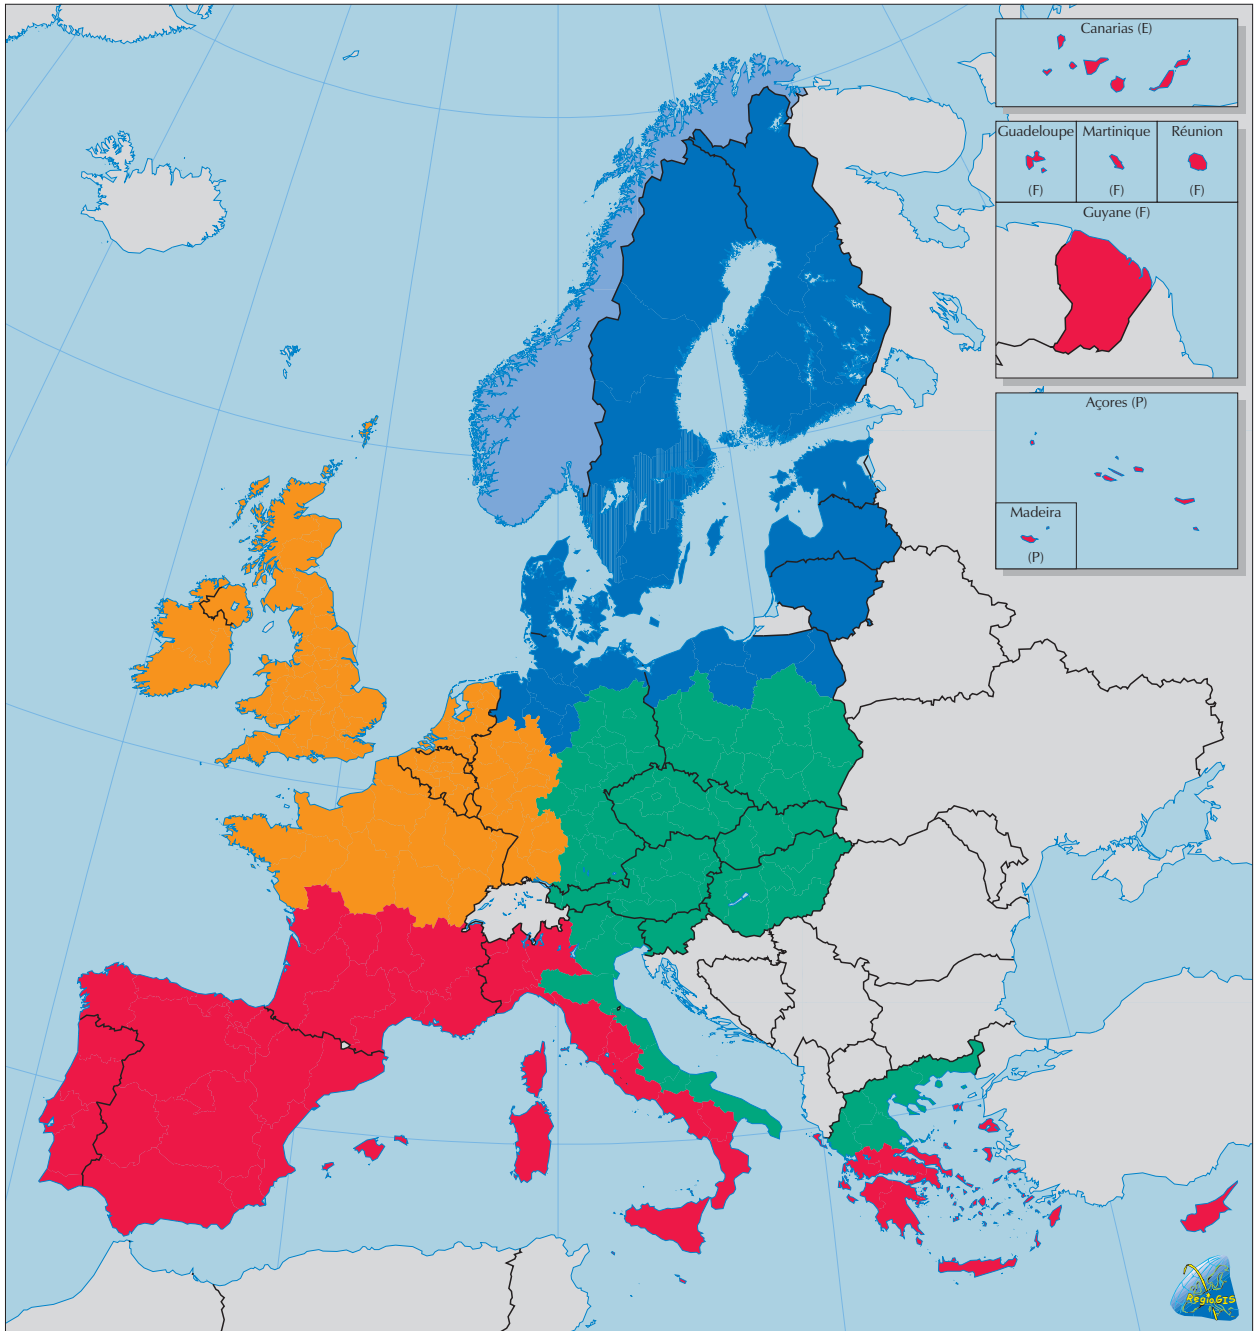 Canarias (E)
Guadeloupe Martinique Réunion
(F) (F) (F)
Guyane (F)
Açores (P)
Madeira
(P)
RegioGIS